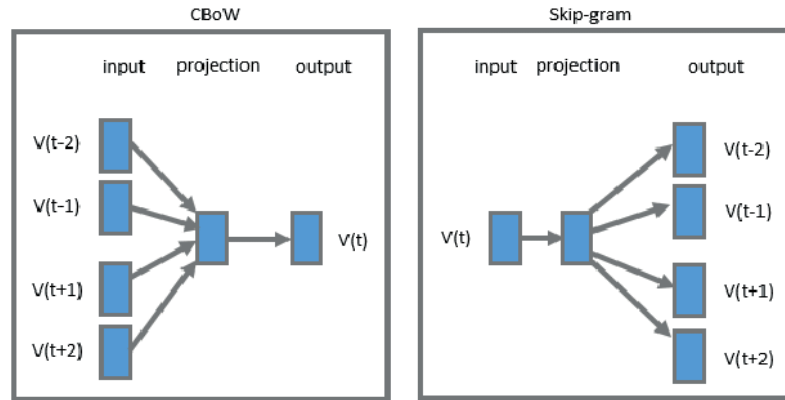 CBoW
input projection output
V(t-2)
V(t-1)
V(t+1)
V(t+2)
V(t)
Skip-gram
input projection output
V(t)
V(t-2)
V(t-1)
V(t+1)
V(t+2)